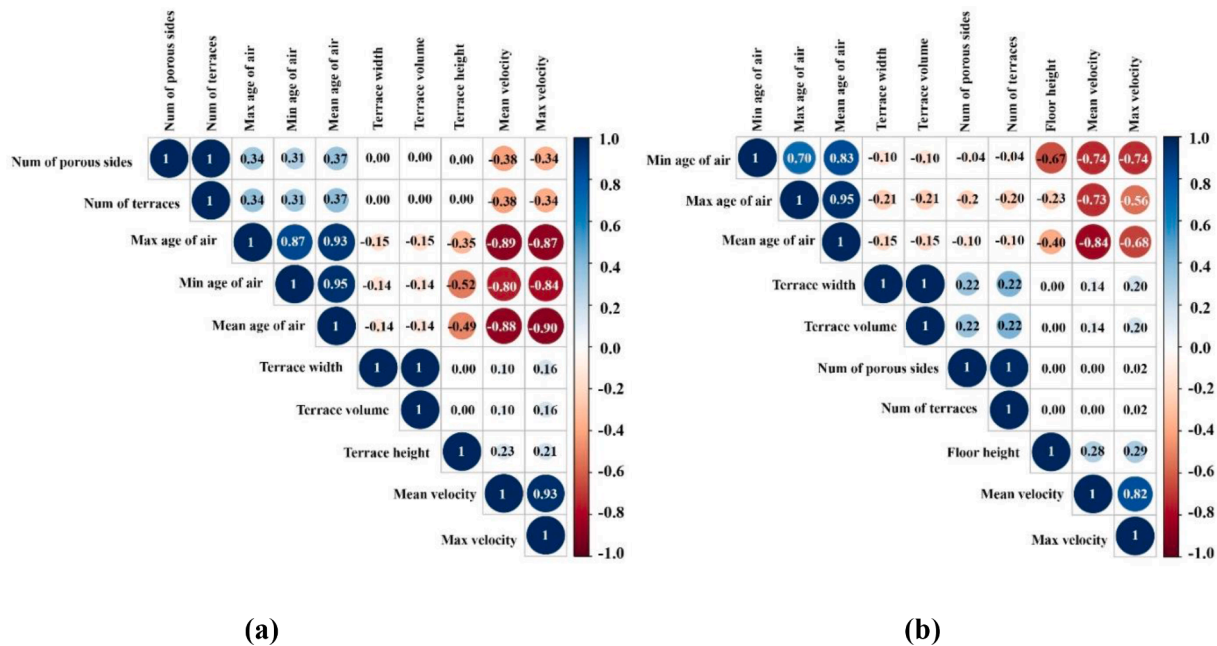 Num of porous sides
Num of terraces
Max age of air
Min age of air
Mean age of air
Terrace width
Terrace volume
Terrace height
Mean velocity
Max velocity
Num of porous sides 1 1 0.34 0.31 0.37 0.00 0.00 0.00 -0.38 -0.34
Num of terraces 1 0.34 0.31 0.37 0.00 0.00 0.00 -0.38 -0.34
Max age of air 1 0.87 0.93 -0.15 -0.15 -0.35 -0.89 -0.87
Min age of air 1 0.95 -0.14 -0.14 -0.52 -0.80 -0.84
Mean age of air 1 -0.14 -0.14 -0.49 -0.88 -0.90
Terrace width 1 1 0.00 0.10 0.16
Terrace volume 1 0.00 0.10 0.16
Terrace height 1 0.23 0.21
Mean velocity 1 0.93
Max velocity 1
1.0
0.8
0.6
0.4
0.2
0.0
-0.2
-0.4
-0.6
-0.8
-1.0
(a)
Min age of air
Max age of air
Mean age of air
Terrace width
Terrace volume
Num of porous sides
Num of terraces
Floor height
Mean velocity
Max velocity
Min age of air 1 0.70 0.83 -0.10 -0.10 -0.04 -0.04 -0.67 -0.74 -0.74
Max age of air 1 0.95 -0.21 -0.21 -0.2 -0.20 -0.23 -0.73 -0.56
Mean age of air 1 -0.15 -0.15 -0.10 -0.10 -0.40 -0.84 -0.68
Terrace width 1 1 0.22 0.22 0.00 0.14 0.20
Terrace volume 1 0.22 0.22 0.00 0.14 0.20
Num of porous sides 1 1 0.00 0.00 0.02
Num of terraces 1 0.00 0.00 0.02
Floor height 1 0.28 0.29
Mean velocity 1 0.82
Max velocity 1
1.0
0.8
0.6
0.4
0.2
0.0
-0.2
-0.4
-0.6
-0.8
-1.0
(b)